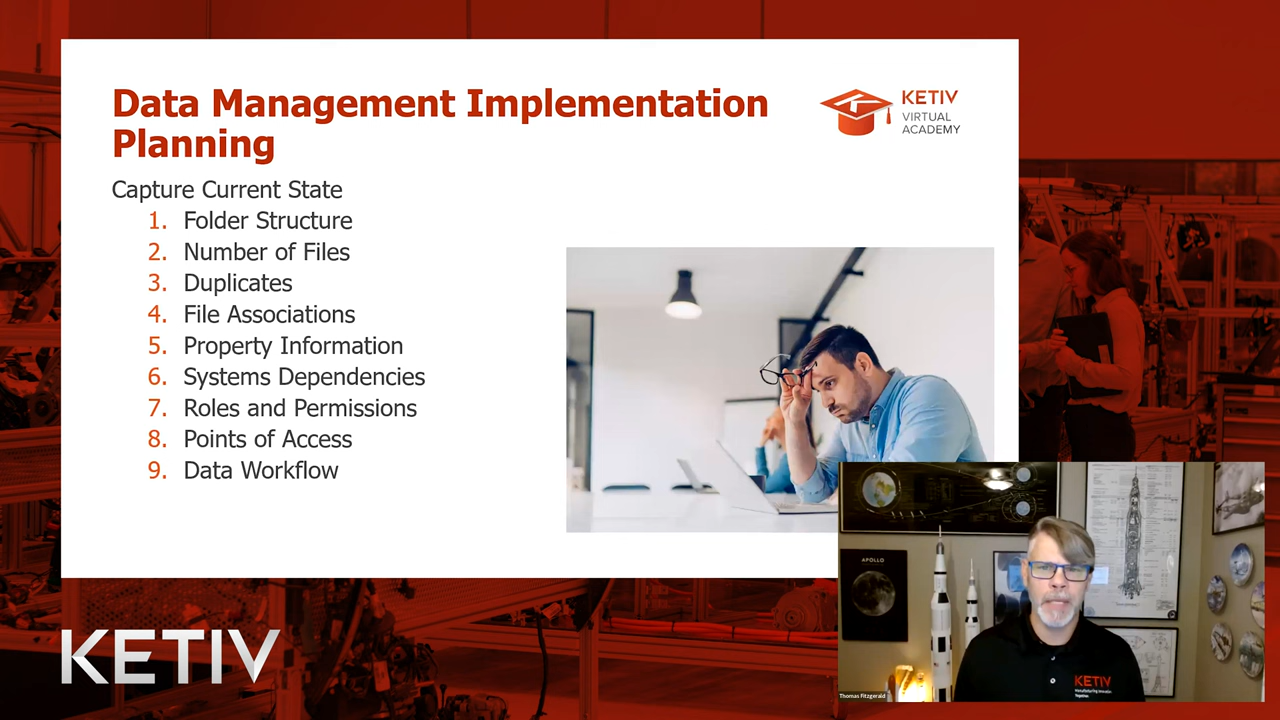 Data Management Implementation
Planning
KETIV
VIRTUAL
ACADEMY
Capture Current State
1. Folder Structure
2. Number of Files
3. Duplicates
4. File Associations
5. Property Information
6. Systems Dependencies
7. Roles and Permissions
8. Points of Access
9. Data Workflow
APOLLO
KETIV
Thomas Fitzgerald
KETIV